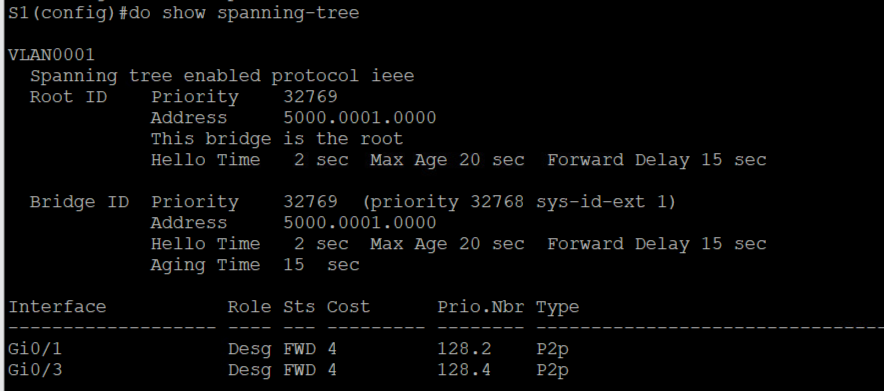 S1(config)#do show spanning-tree
VLAN0001
  Spanning tree enabled protocol ieee
  Root ID    Priority    32769
             Address     5000.0001.0000
             This bridge is the root
             Hello Time   2 sec  Max Age 20 sec  Forward Delay 15 sec
  Bridge ID  Priority    32769  (priority 32768 sys-id-ext 1)
             Address     5000.0001.0000
             Hello Time   2 sec  Max Age 20 sec  Forward Delay 15 sec
             Aging Time  15  sec
Interface           Role Sts Cost      Prio.Nbr Type
------------------- ---- --- --------- -------- --------------------------------
Gi0/1               Desg FWD 4         128.2    P2p
Gi0/3               Desg FWD 4         128.4    P2p